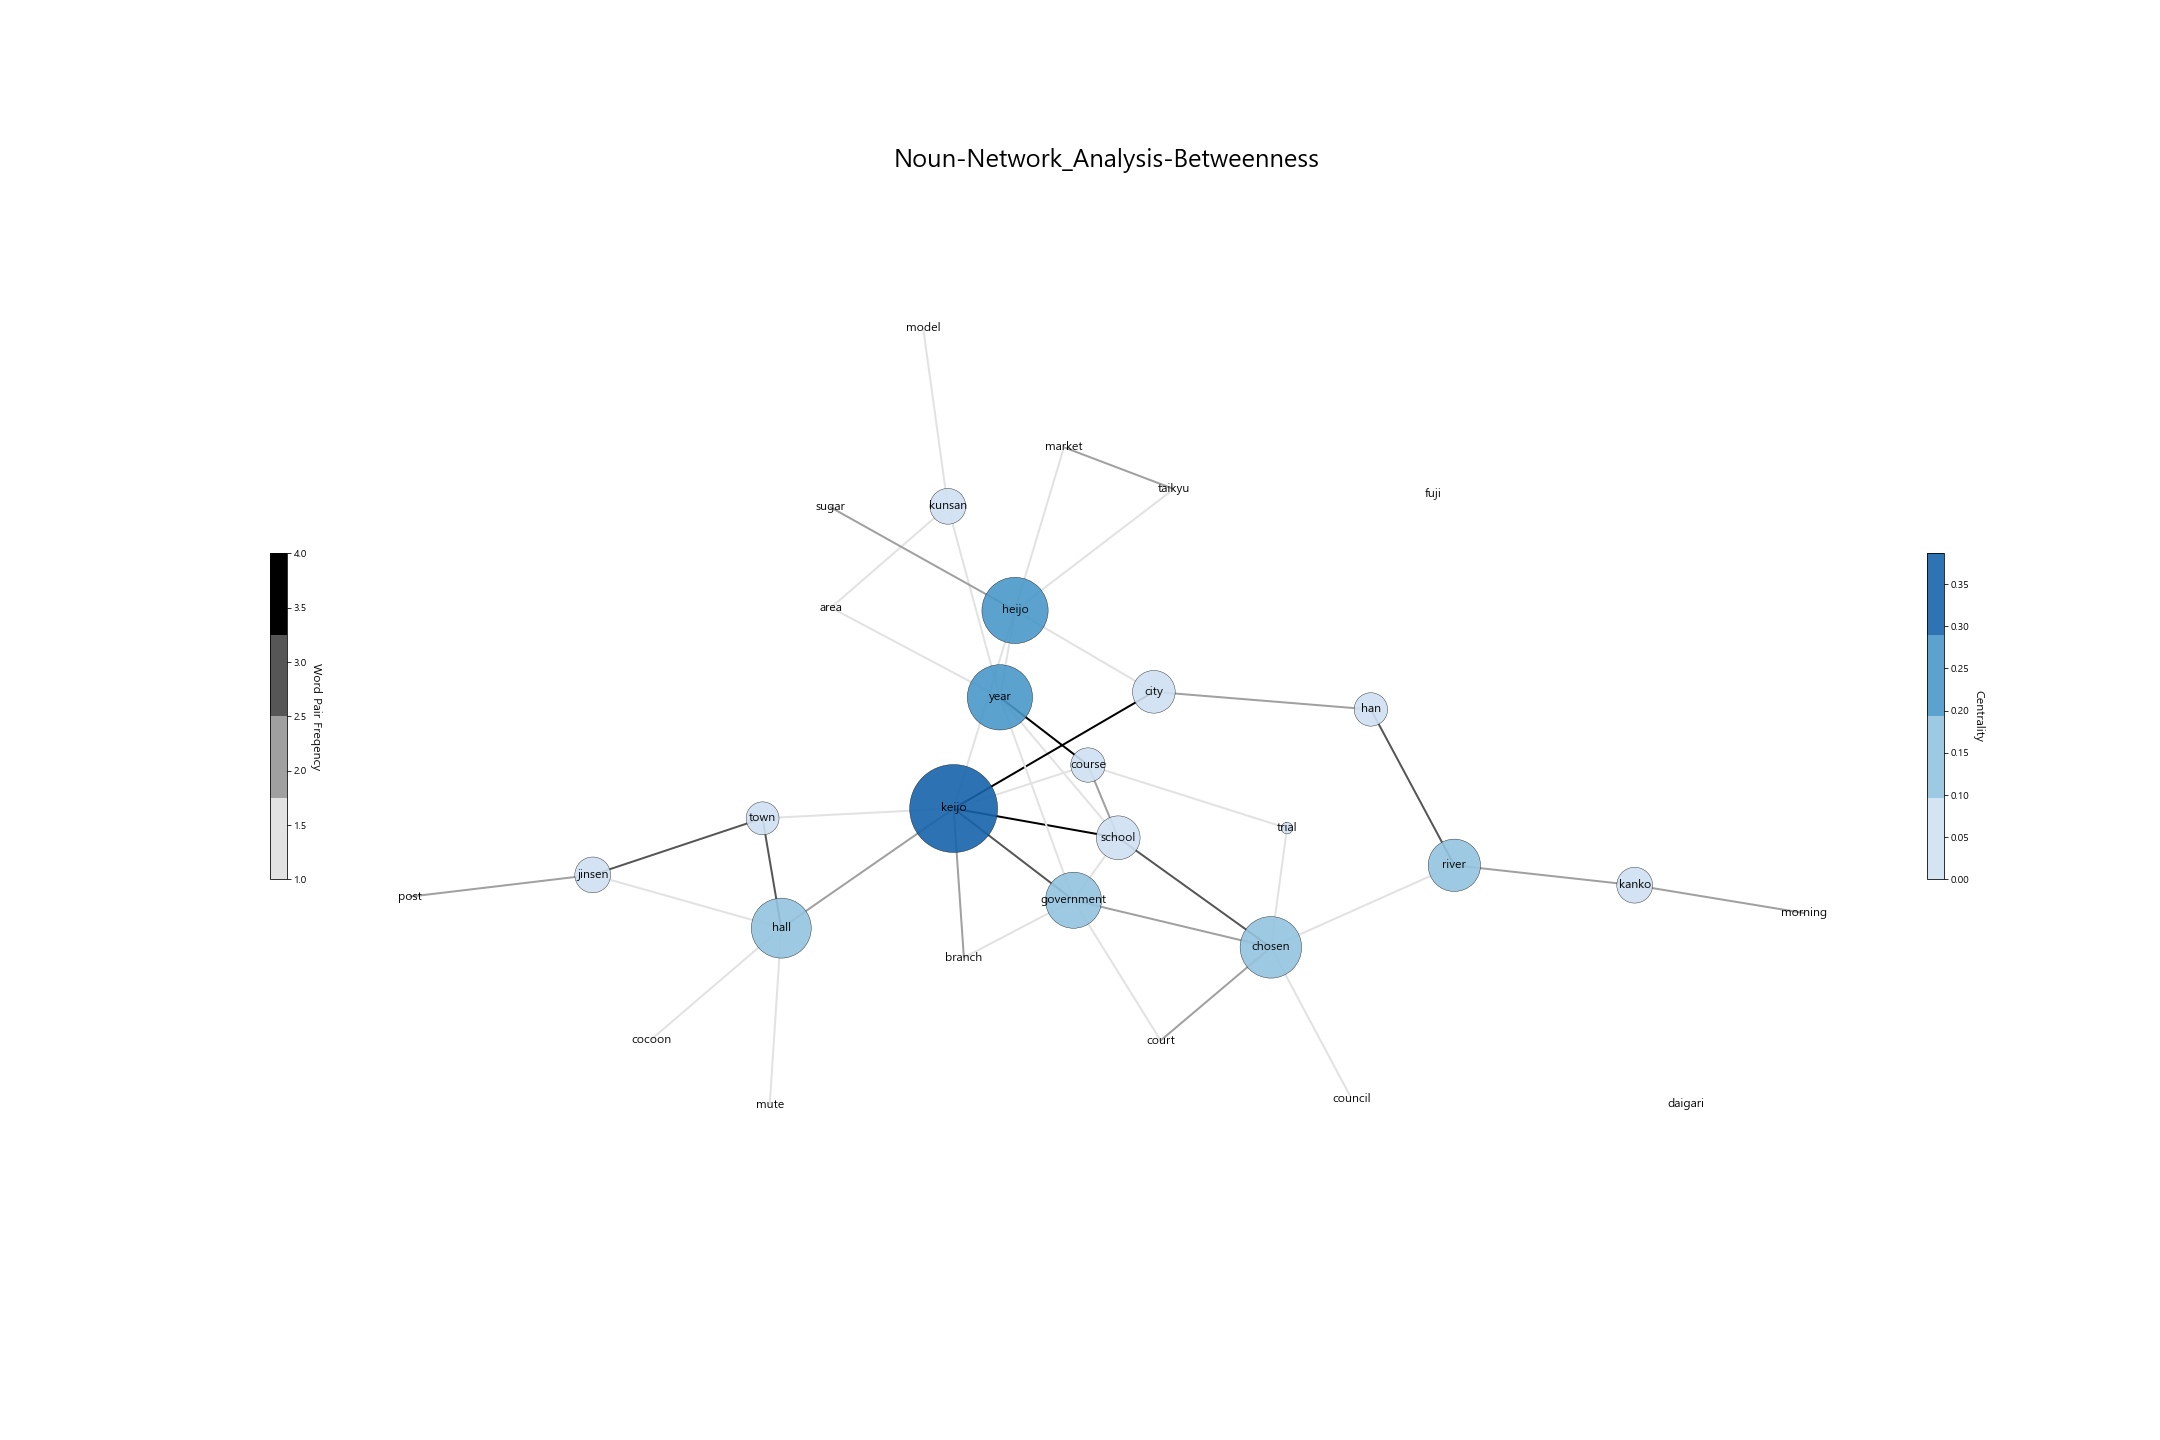 Noun-Network_Analysis-Betweenness
model
market
taikyu
fuji
sugar
kunsan
area
heijo
year
city
han
course
keijo
town
trial
school
jinsen
post
river
kanko
morning
government
hall
chosen
branch
cocoon
court
mute
council
daigari
4.0
3.5
3.0
2.5
2.0
1.5
1.0
Word Pair Freqency
0.35
0.30
0.25
0.20
0.15
0.10
0.05
0.00
Centrality